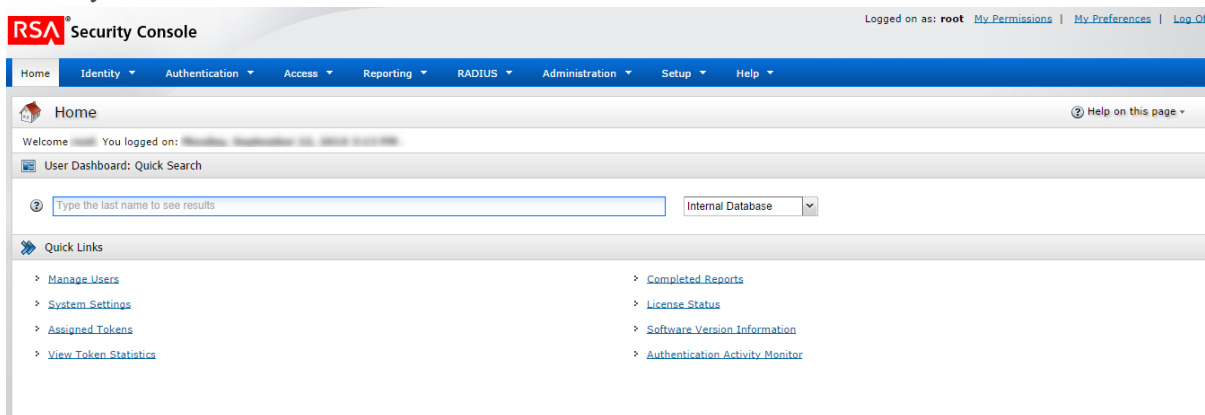 RSA® Security Console
Logged on as: root My Permissions | My Preferences | Log Of
Home Identity Authentication Access Reporting RADIUS Administration Setup Help
Home
? Help on this page
Welcome You logged on:
User Dashboard: Quick Search
? Type the last name to see results Internal Database
Quick Links
Manage Users Completed Reports
System Settings License Status
Assigned Tokens Software Version Information
View Token Statistics Authentication Activity Monitor